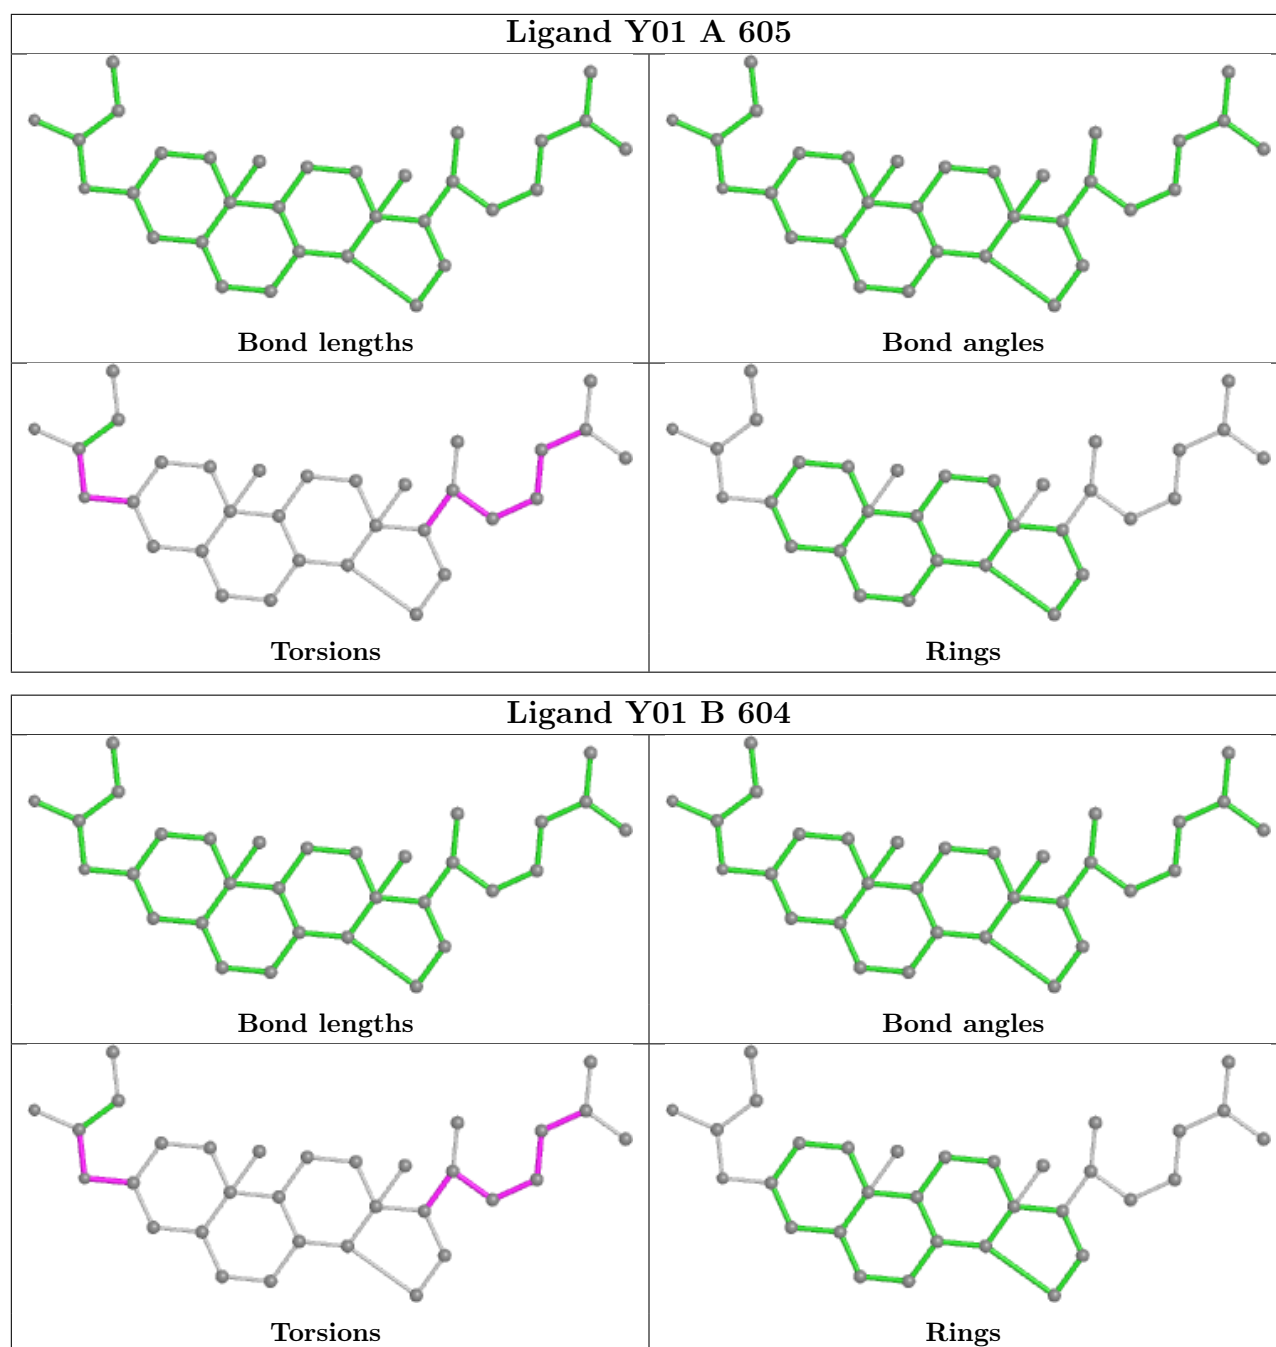 Ligand Y01 A 605
Bond lengths
Bond angles
Torsions
Rings
Ligand Y01 B 604
Bond lengths
Bond angles
Torsions
Rings